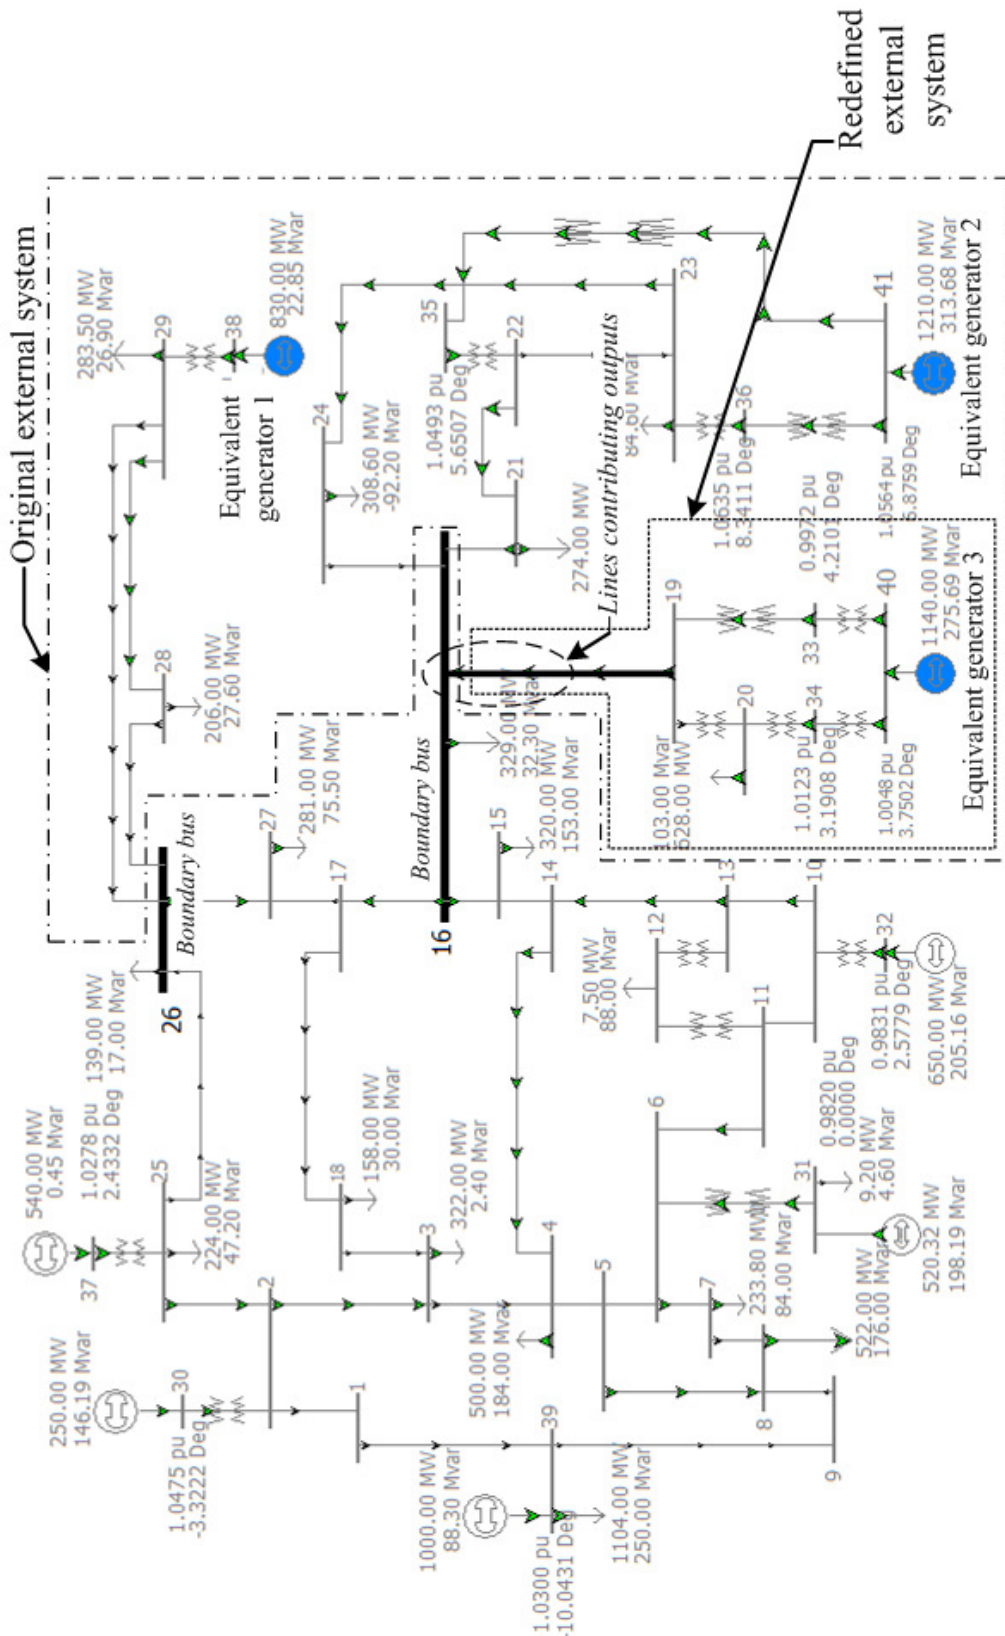 Original external system
Redefined
external
system
283.50 MW
26.90 Mvar
29
38
830.00 MW
22.85 Mvar
Equivalent
generator 1
28
206.00 MW
27.60 Mvar
24
308.60 MW
-92.20 Mvar
35
1.0493 pu
5.6507 Deg
22
21
274.00 MW
23
84.60 Mvar
36
1.0635 pu
8.3411 Deg
41
1.0564 pu
6.8759 Deg
1210.00 MW
313.68 Mvar
Equivalent generator 2
Lines contributing outputs
19
0.9972 pu
4.2101 Deg
33
40
1140.00 MW
275.69 Mvar
20
34
103.00 Mvar
628.00 MW
1.0123 pu
3.1908 Deg
1.0048 pu
3.7502 Deg
Equivalent generator 3
Boundary bus
26
139.00 MW
17.00 Mvar
27
281.00 MW
75.50 Mvar
17
Boundary bus
16
329.00 MW
32.30 Mvar
15
320.00 MW
153.00 Mvar
14
13
12
7.50 MW
88.00 Mvar
10
11
32
0.9831 pu
2.5779 Deg
650.00 MW
205.16 Mvar
540.00 MW
0.45 Mvar
1.0278 pu
2.4332 Deg
37
25
224.00 MW
47.20 Mvar
18
158.00 MW
30.00 Mvar
3
322.00 MW
2.40 Mvar
2
250.00 MW
146.19 Mvar
30
1.0475 pu
-3.3222 Deg
1
4
500.00 MW
184.00 Mvar
5
6
7
233.80 MW
84.00 Mvar
8
522.00 MW
176.00 Mvar
31
0.9820 pu
0.0000 Deg
9.20 MW
4.60 Mvar
520.32 MW
198.19 Mvar
39
1000.00 MW
88.30 Mvar
1.0300 pu
-10.0431 Deg
1104.00 MW
250.00 Mvar
9